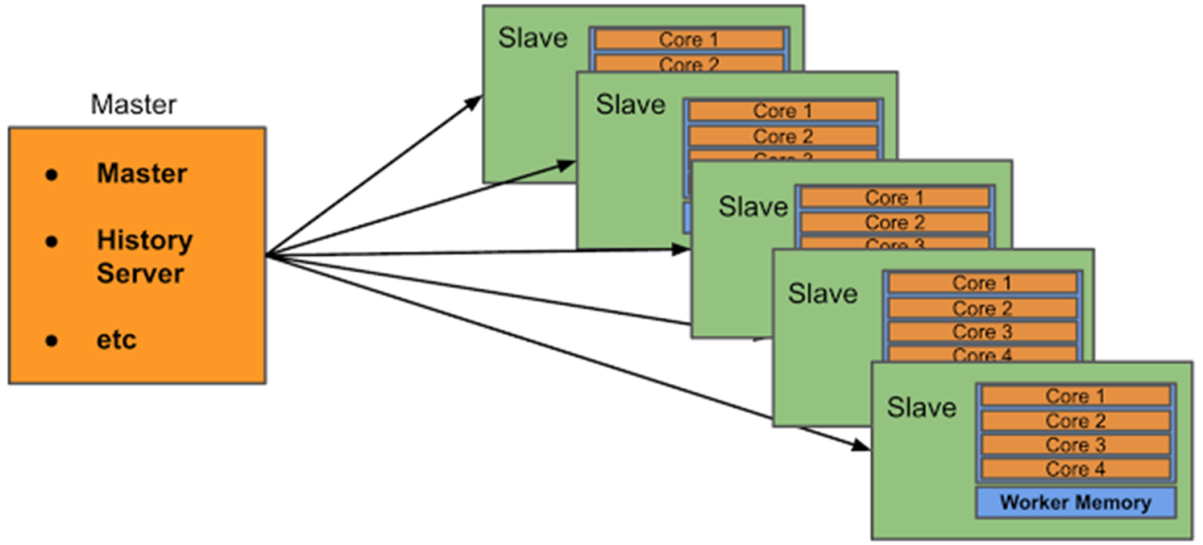 Master
● Master
● History
Server
● etc
Slave
Core 1
Core 2
Slave
Core 1
Core 2
Core 3
Slave
Core 1
Core 2
Core 3
Slave
Core 1
Core 2
Core 3
Core 4
Slave
Core 1
Core 2
Core 3
Core 4
Worker Memory